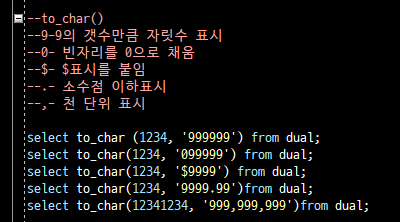 --to_char()
--9-9의 갯수만큼 자릿수 표시
--0- 빈자리를 0으로 채움
--$- $표시를 붙임
--.- 소수점 이하표시
--,- 천 단위 표시
select to_char (1234, '999999') from dual;
select to_char(1234, '099999') from dual;
select to_char(1234, '$9999') from dual;
select to_char(1234, '9999.99')from dual;
select to_char(12341234, '999,999,999')from dual;